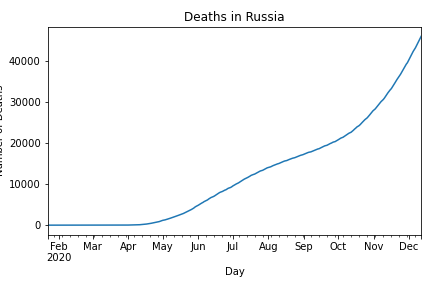 Deaths in Russia
Number of Deaths
40000
30000
20000
10000
0
Feb Mar Apr May Jun Jul Aug Sep Oct Nov Dec
2020
Day